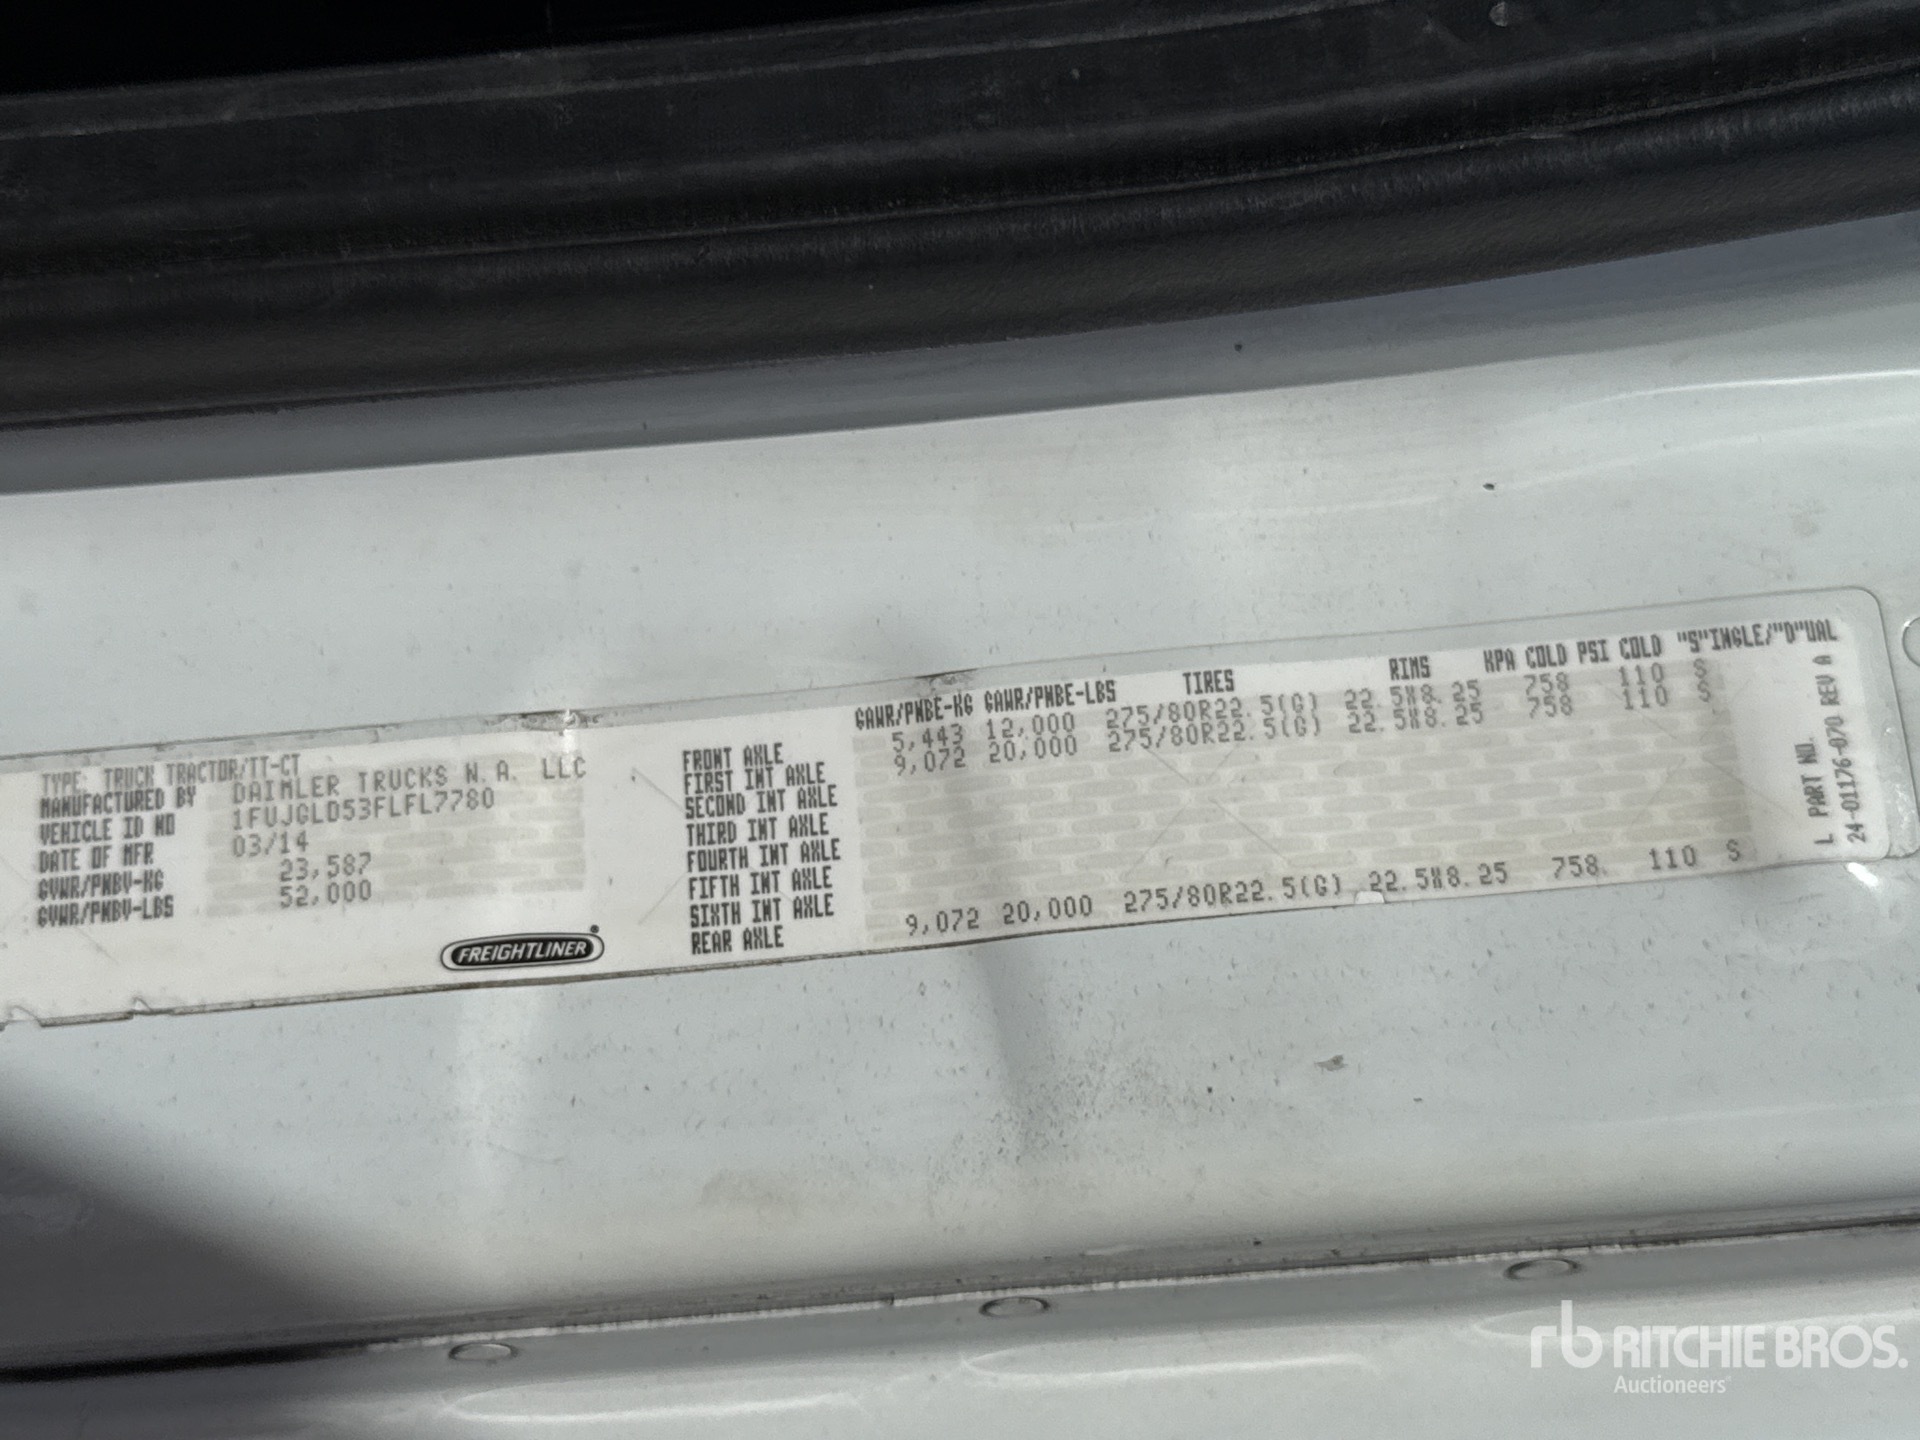 TYPE: TRUCK TRACTOR/TT-CT
MANUFACTURED BY DAIMLER TRUCKS N.A. LLC
VEHICLE ID NO 1FUJGLD53FLFL7780
DATE OF MFR 03/14
GVWR/PNBV-KG 23,587
GVWR/PNBV-LBS 52,000
FREIGHTLINER®
GAWR/PNBE-KG GAWR/PNBE-LBS TIRES RIMS KPA COLD PSI COLD "S"INGLE/"D"UAL
FRONT AXLE 5,443 12,000 275/80R22.5(G) 22.5X8.25 758 110 S
FIRST INT AXLE 9,072 20,000 275/80R22.5(G) 22.5X8.25 758 110 S
SECOND INT AXLE
THIRD INT AXLE
FOURTH INT AXLE
FIFTH INT AXLE
SIXTH INT AXLE
REAR AXLE 9,072 20,000 275/80R22.5(G) 22.5X8.25 758 110 S
L PART NO.
24-01176-070 REV A
rb RITCHIE BROS.
Auctioneers